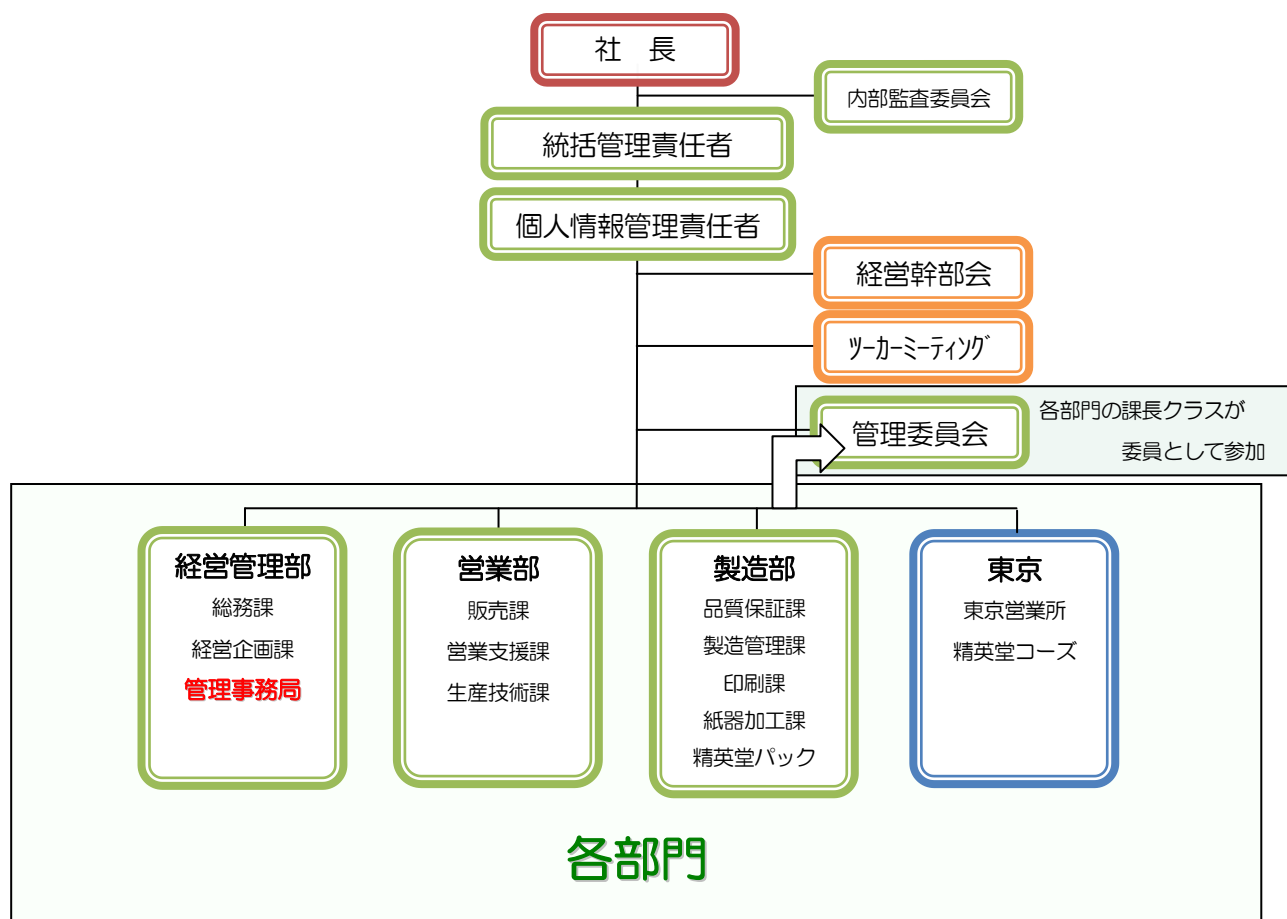 社　長
内部監査委員会
統括管理責任者
個人情報管理責任者
経営幹部会
ﾂｰｶｰﾐｰﾃｨﾝｸﾞ
管理委員会
各部門の課長クラスが
委員として参加
経営管理部
総務課
経営企画課
管理事務局
営業部
販売課
営業支援課
生産技術課
製造部
品質保証課
製造管理課
印刷課
紙器加工課
精英堂パック
東京
東京営業所
精英堂コーズ
各部門